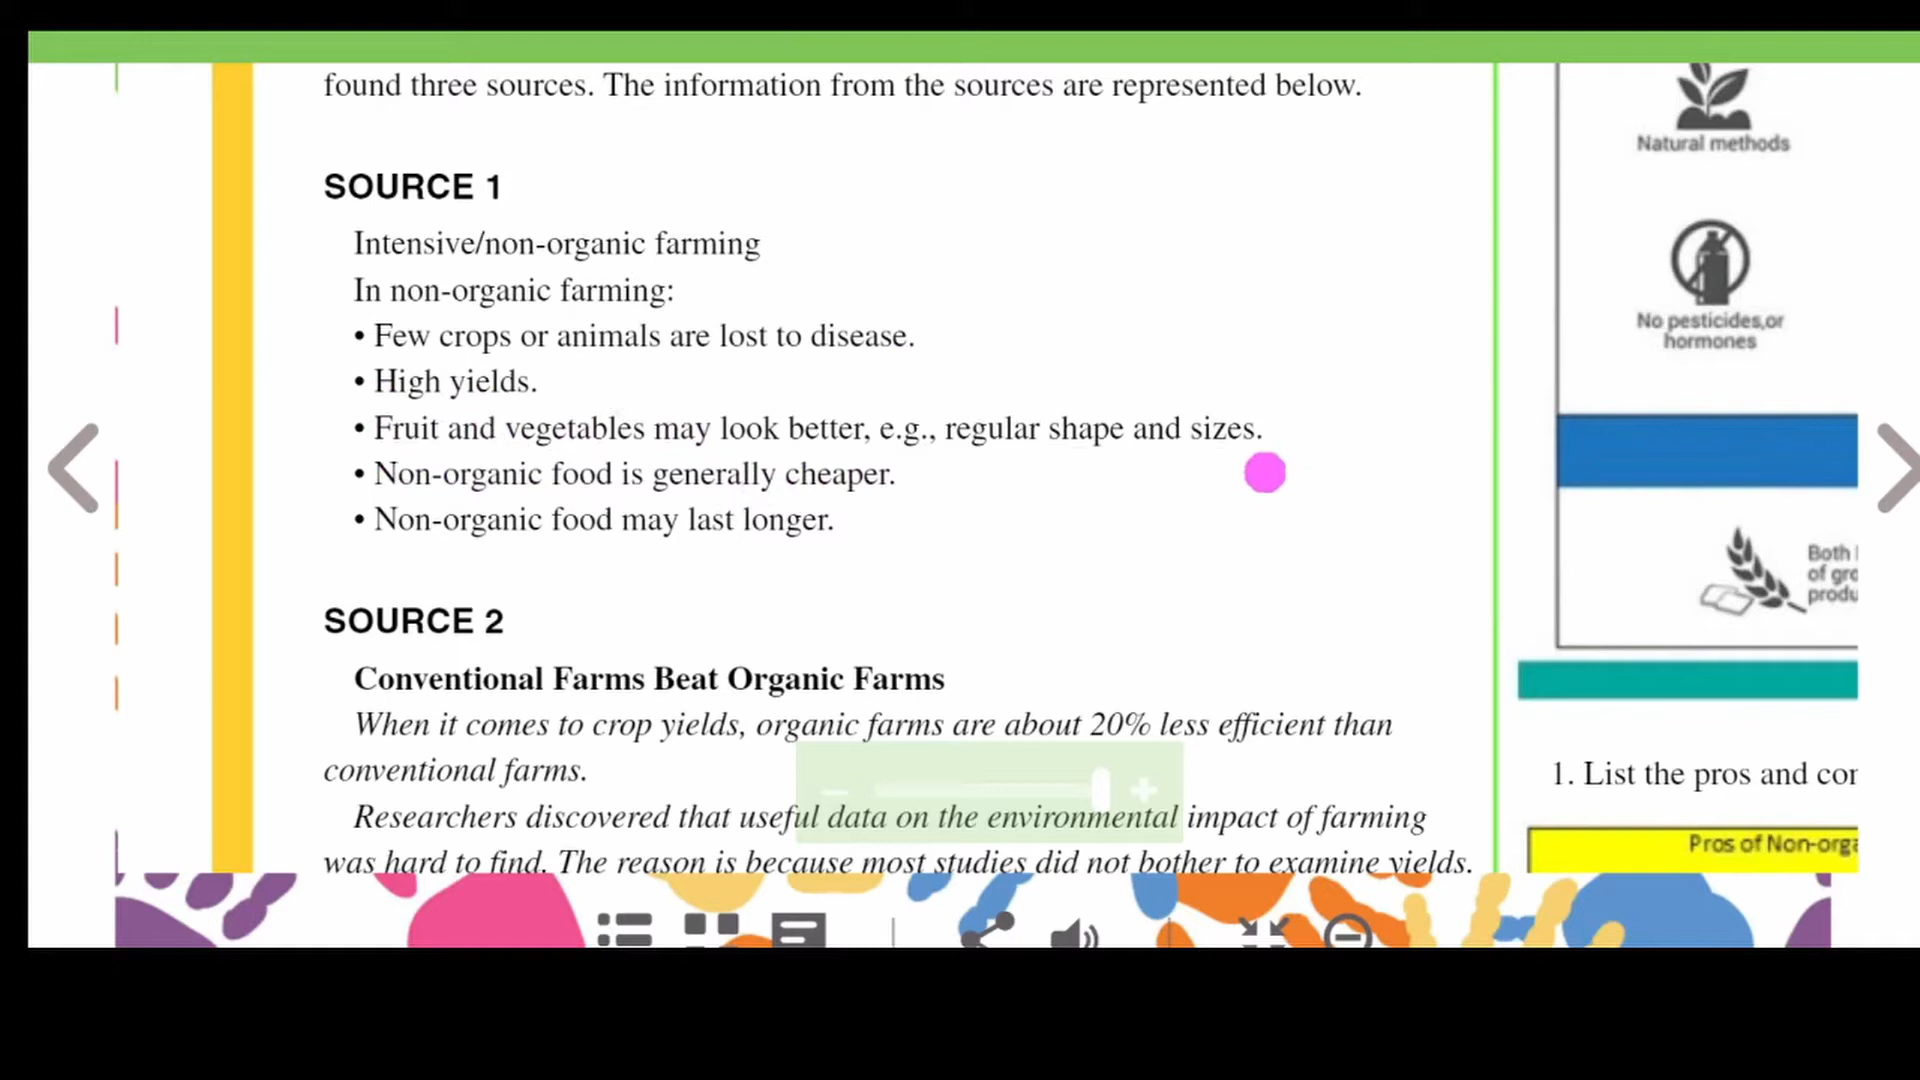 found three sources. The information from the sources are represented below.
SOURCE 1
Intensive/non-organic farming
In non-organic farming:
• Few crops or animals are lost to disease.
• High yields.
• Fruit and vegetables may look better, e.g., regular shape and sizes.
• Non-organic food is generally cheaper.
• Non-organic food may last longer.
SOURCE 2
Conventional Farms Beat Organic Farms
When it comes to crop yields, organic farms are about 20% less efficient than
conventional farms.
Researchers discovered that useful data on the environmental impact of farming
was hard to find. The reason is because most studies did not bother to examine yields.
Natural methods
No pesticides,or
hormones
Both
of
1. List the pros and
Pros of